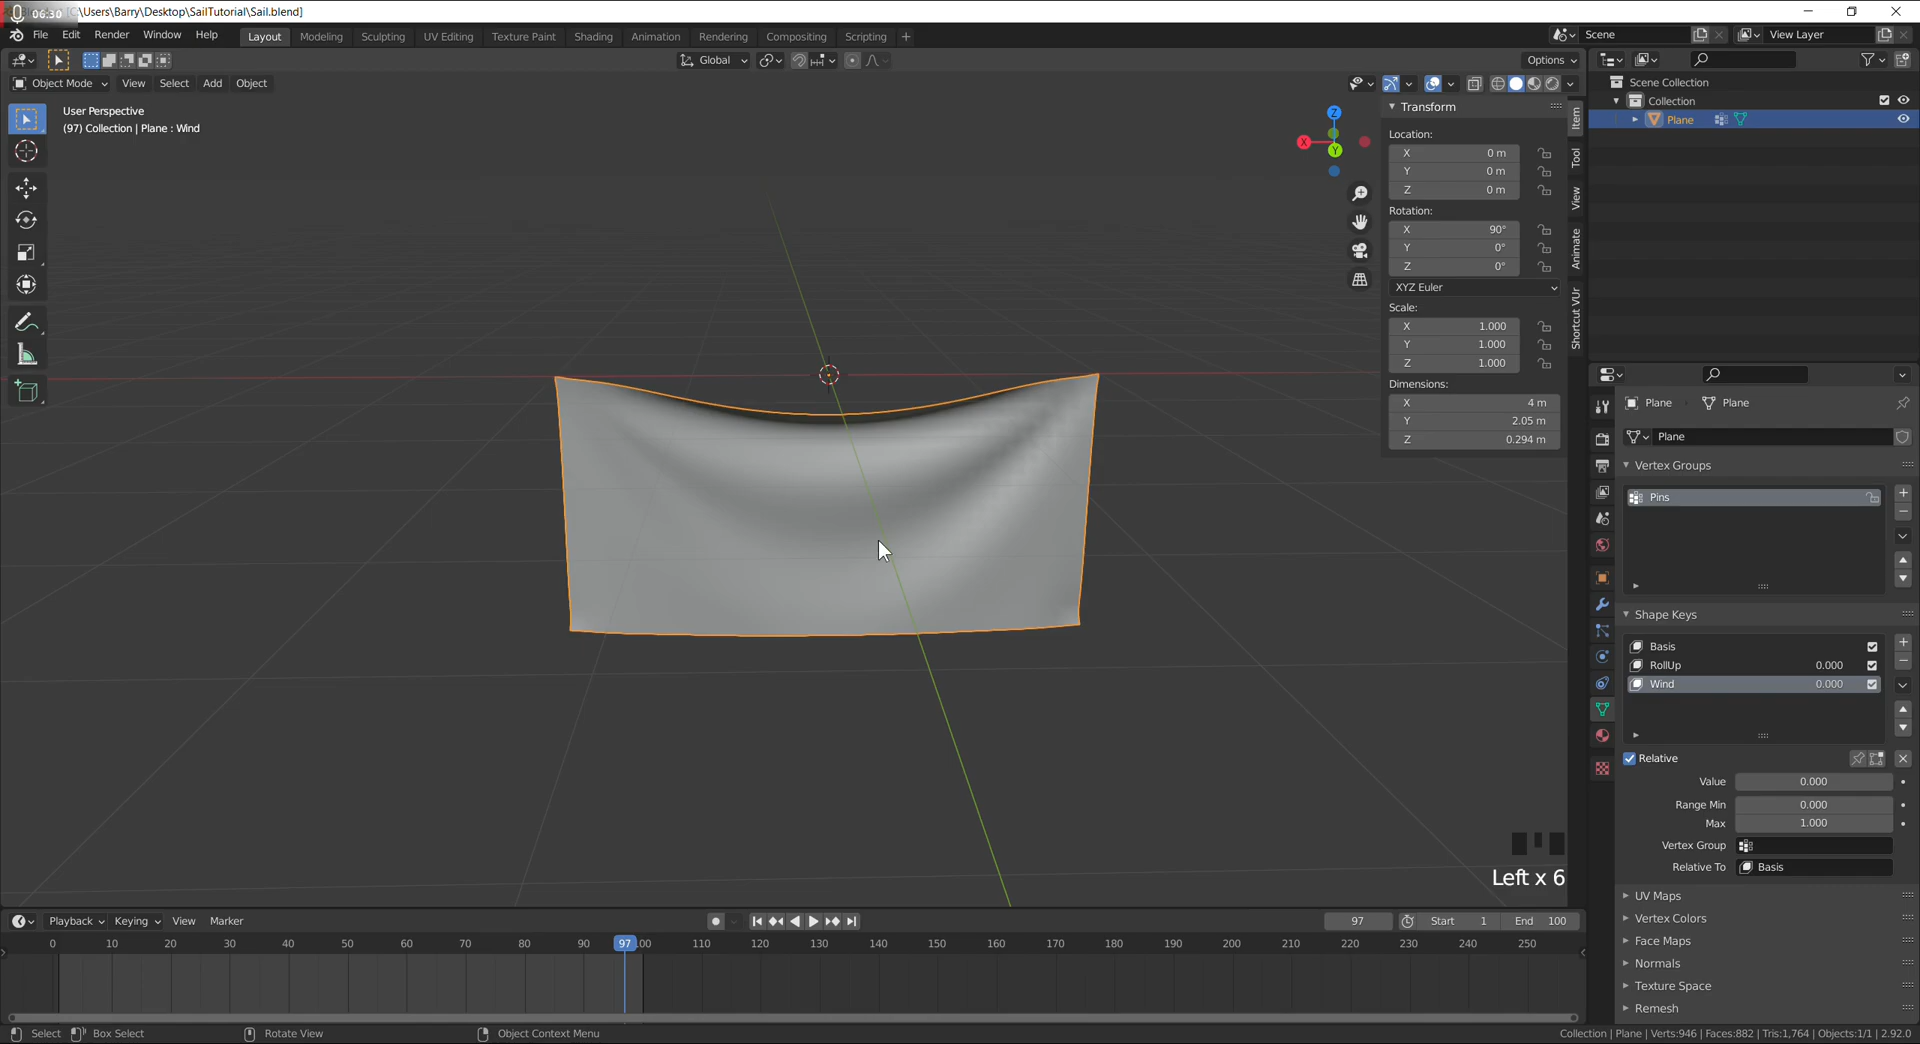 06:30 C:\Users\Barry\Desktop\SailTutorial\Sail.blend]
File Edit Render Window Help Layout Modeling Sculpting UV Editing Texture Paint Shading Animation Rendering Compositing Scripting + Scene View Layer
Global Options
Object Mode View Select Add Object
User Perspective
(97) Collection | Plane : Wind
Z
X
Y
Transform
Location:
X 0 m
Y 0 m
Z 0 m
Rotation:
X 90°
Y 0°
Z 0°
XYZ Euler
Scale:
X 1.000
Y 1.000
Z 1.000
Dimensions:
X 4 m
Y 2.05 m
Z 0.294 m
Item
Tool
View
Animate
Shortcut VUr
Left x 6
Scene Collection
Collection
Plane
Plane Plane
Plane
Vertex Groups
Pins
Shape Keys
Basis
RollUp 0.000
Wind 0.000
Relative
Value 0.000
Range Min 0.000
Max 1.000
Vertex Group
Relative To Basis
UV Maps
Vertex Colors
Face Maps
Normals
Texture Space
Remesh
Playback Keying View Marker 97 Start 1 End 100
0 10 20 30 40 50 60 70 80 90 97 00 110 120 130 140 150 160 170 180 190 200 210 220 230 240 250
Select Box Select Rotate View Object Context Menu Collection | Plane | Verts:946 | Faces:882 | Tris:1,764 | Objects:1/1 | 2.92.0